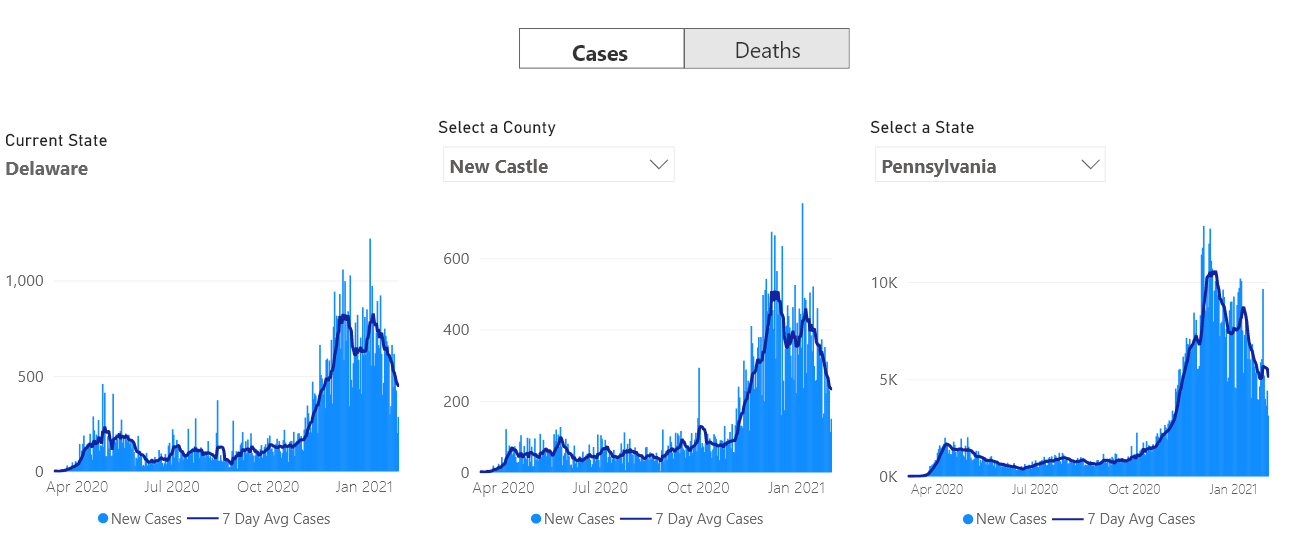 Cases Deaths
Current State
Delaware
Select a County
New Castle
Select a State
Pennsylvania
1,000
500
0
Apr 2020 Jul 2020 Oct 2020 Jan 2021
New Cases 7 Day Avg Cases
600
400
200
0
Apr 2020 Jul 2020 Oct 2020 Jan 2021
New Cases 7 Day Avg Cases
10K
5K
0K
Apr 2020 Jul 2020 Oct 2020 Jan 2021
New Cases 7 Day Avg Cases